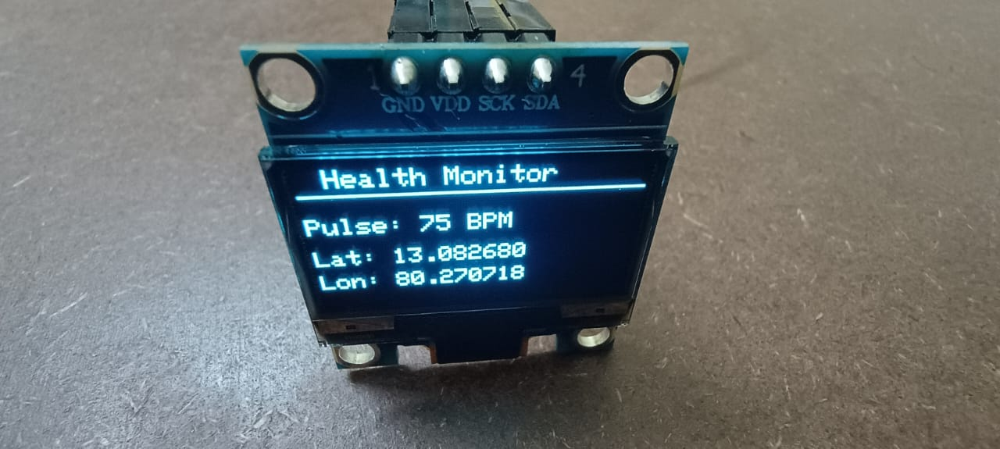 1 4
GND VDD SCK SDA
Health Monitor
Pulse: 75 BPM
Lat: 13.082680
Lon: 80.270718